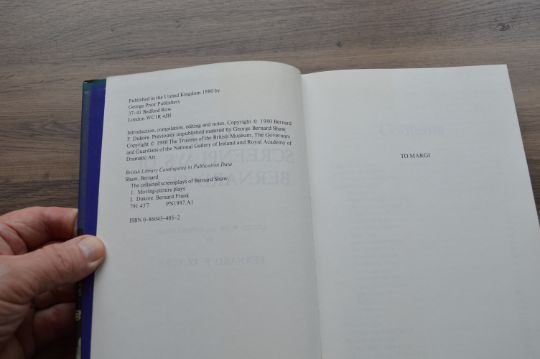 Published in the United Kingdom 1980 by
George Prior Publishers
37–41 Bedford Row
London WC1R 4JH
Introduction, compilation, editing and notes, Copyright © 1980 Bernard
F. Dukore. Previously unpublished material by George Bernard Shaw
Copyright © 1980 The Trustees of the British Museum, The Governors
and Guardians of the National Gallery of Ireland and Royal Academy of
Dramatic Art
British Library Cataloguing in Publication Data
Shaw, Bernard
The collected screenplays of Bernard Shaw.
1. Moving-picture plays
I. Dukore, Bernard Frank
791.43'7 PN1997.A1
ISBN 0-86043-405-2
TO MARGI